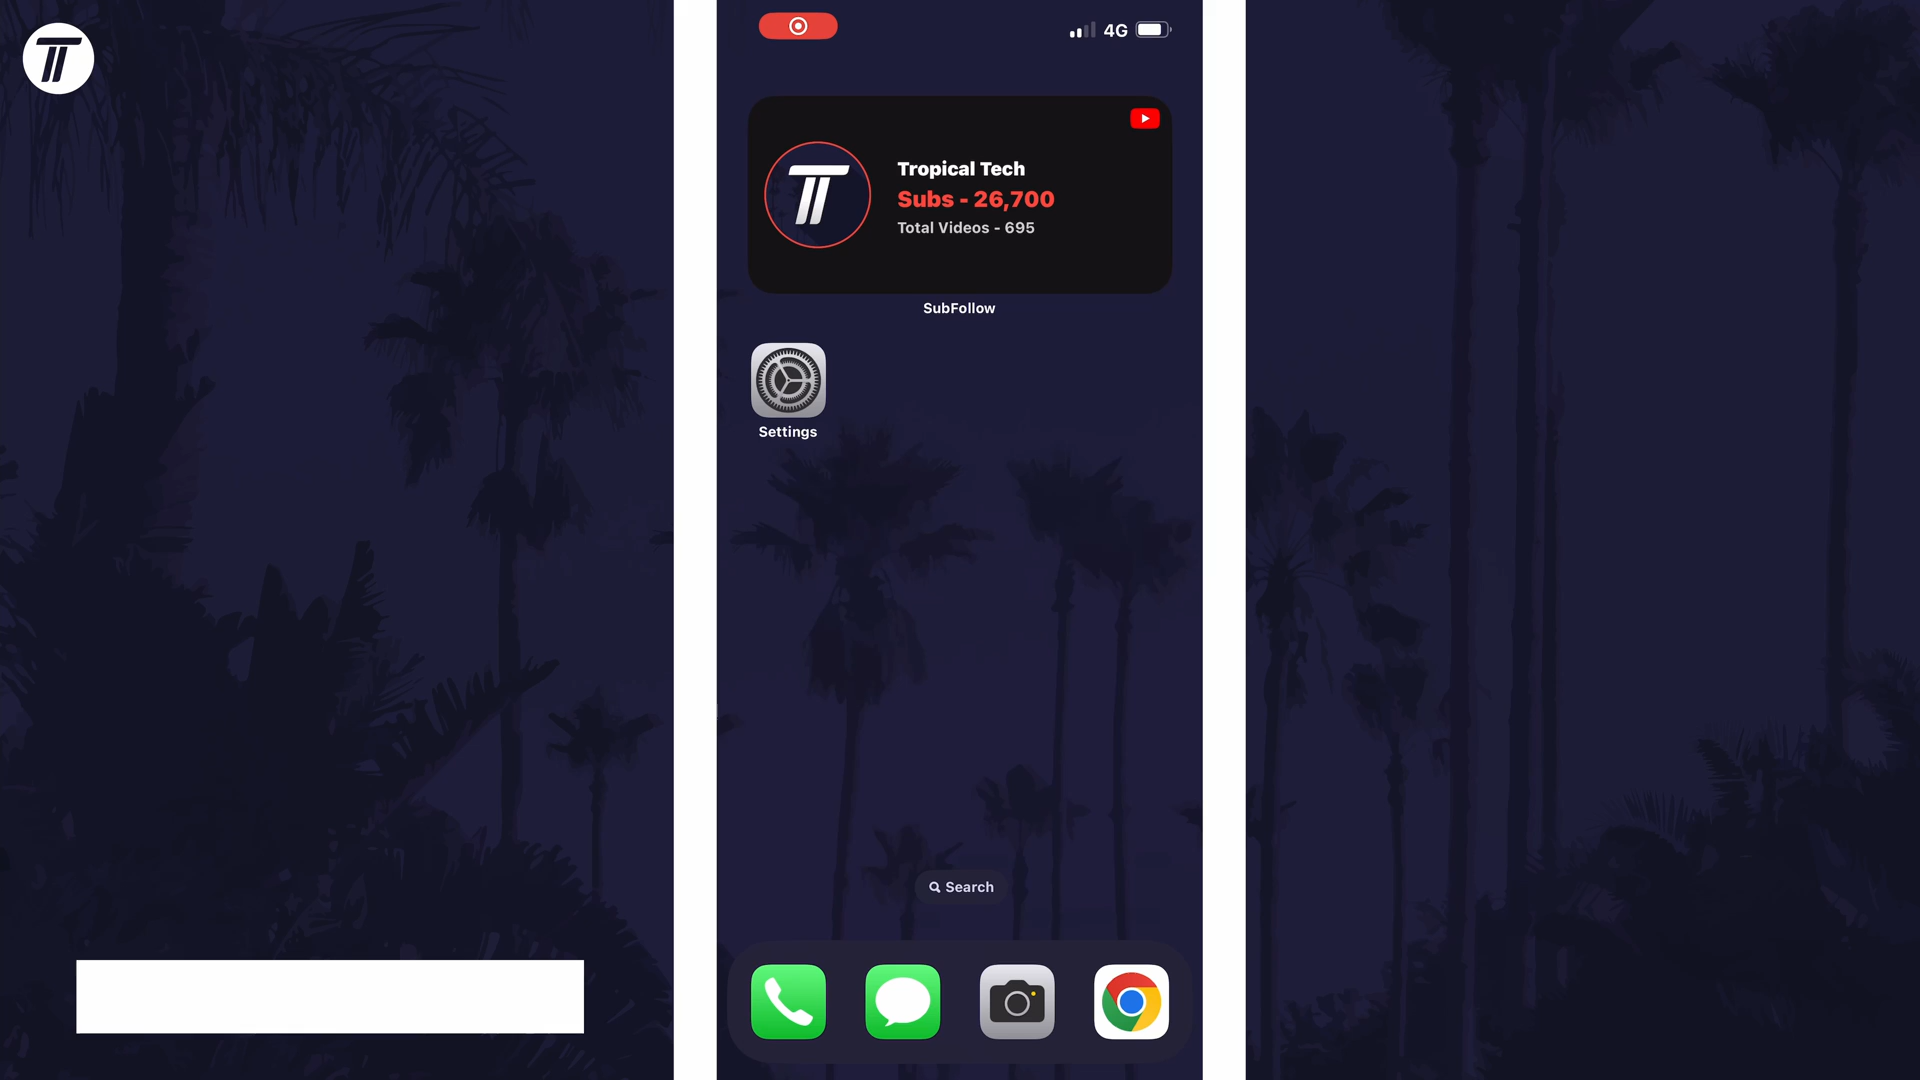 4G
Tropical Tech
Subs - 26,700
Total Videos - 695
SubFollow
Settings
Search